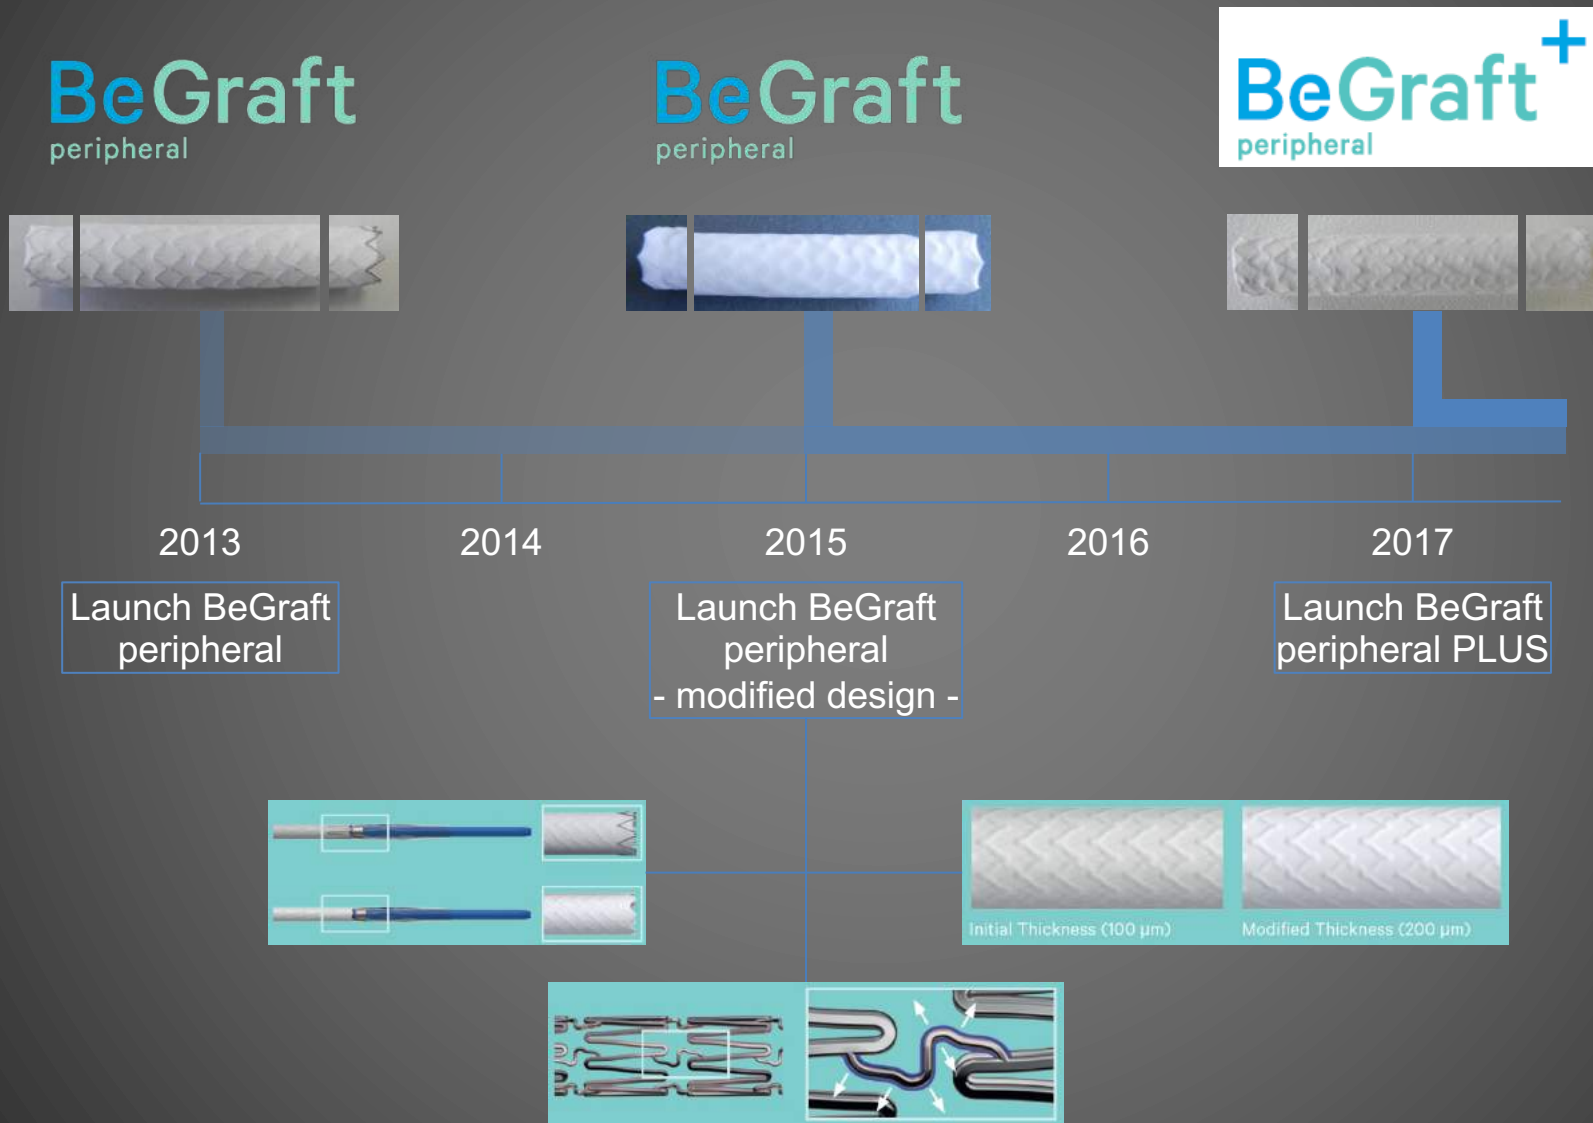 BeGraft
peripheral
BeGraft
peripheral
BeGraft+
peripheral
2013
2014
2015
2016
2017
Launch BeGraft
peripheral
Launch BeGraft
peripheral
- modified design -
Launch BeGraft
peripheral PLUS
Initial Thickness (100 µm)
Modified Thickness (200 µm)